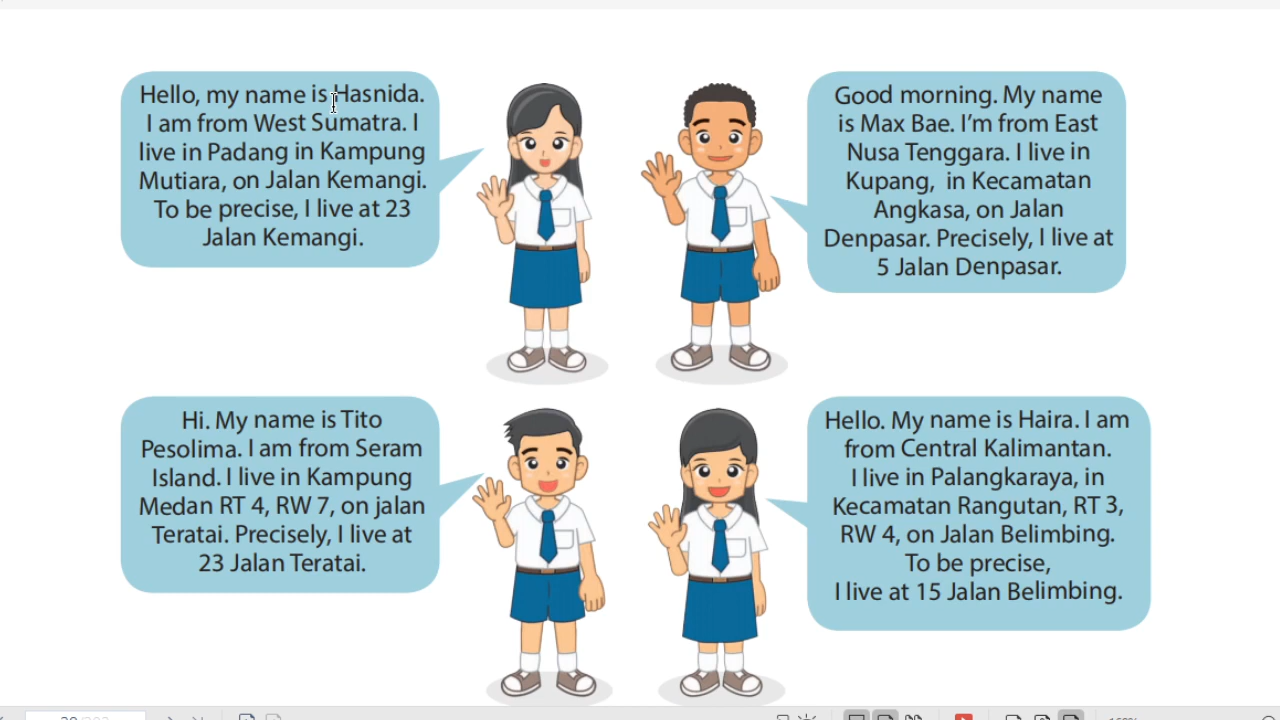 Hello, my name is Hasnida.
I am from West Sumatra. I
live in Padang in Kampung
Mutiara, on Jalan Kemangi.
To be precise, I live at 23
Jalan Kemangi.
Good morning. My name
is Max Bae. I'm from East
Nusa Tenggara. I live in
Kupang, in Kecamatan
Angkasa, on Jalan
Denpasar. Precisely, I live at
5 Jalan Denpasar.
Hi. My name is Tito
Pesolima. I am from Seram
Island. I live in Kampung
Medan RT 4, RW 7, on jalan
Teratai. Precisely, I live at
23 Jalan Teratai.
Hello. My name is Haira. I am
from Central Kalimantan.
I live in Palangkaraya, in
Kecamatan Rangutan, RT 3,
RW 4, on Jalan Belimbing.
To be precise,
I live at 15 Jalan Belimbing.